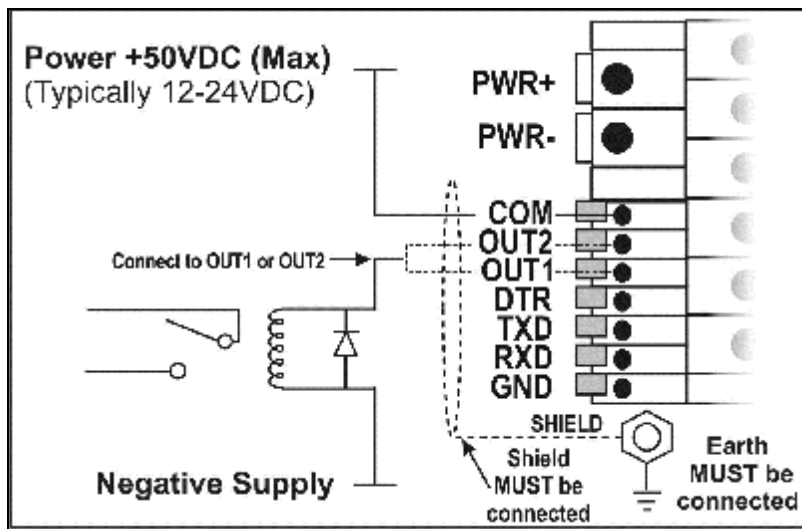 Power +50VDC (Max)
(Typically 12-24VDC)
PWR+
PWR-
COM
OUT2
Connect to OUT1 or OUT2
OUT1
DTR
TXD
RXD
GND
SHIELD
Shield
MUST be
connected
Earth
MUST be
connected
Negative Supply